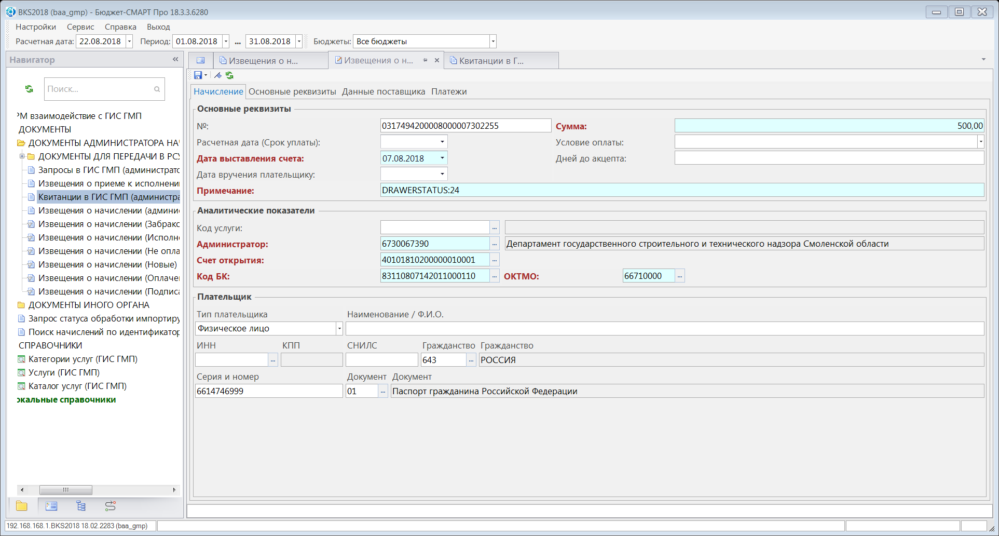 BKS2018 (baa_gmp) - Бюджет-СМАРТ Про 18.3.3.6280
Настройки Сервис Справка Выход
Расчетная дата: 22.08.2018 Период: 01.08.2018 ... 31.08.2018 Бюджеты: Все бюджеты
Навигатор
Извещения о н... Извещения о н... Квитанции в Г...
Поиск...
РМ взаимодействие с ГИС ГМП
ДОКУМЕНТЫ
ДОКУМЕНТЫ АДМИНИСТРАТОРА НАЧ
ДОКУМЕНТЫ ДЛЯ ПЕРЕДАЧИ В РСУ
Запросы в ГИС ГМП (администрато
Извещения о приеме к исполнени
Квитанции в ГИС ГМП (администра
Извещения о начислении (админи
Извещения о начислении (Забракс
Извещения о начислении (Исполне
Извещения о начислении (Не опла
Извещения о начислении (Новые)
Извещения о начислении (Оплаче
Извещения о начислении (Подписа
ДОКУМЕНТЫ ИНОГО ОРГАНА
Запрос статуса обработки импортиру
Поиск начислений по идентификатор
СПРАВОЧНИКИ
Категории услуг (ГИС ГМП)
Услуги (ГИС ГМП)
Каталог услуг (ГИС ГМП)
окальные справочники
Начисление Основные реквизиты Данные поставщика Платежи
Основные реквизиты
№: 0317494200008000007302255 Сумма: 500,00
Расчетная дата (Срок уплаты): Условие оплаты:
Дата выставления счета: 07.08.2018 Дней до акцепта:
Дата вручения плательщику:
Примечание: DRAWERSTATUS:24
Аналитические показатели
Код услуги: ...
Администратор: 6730067390 ... Департамент государственного строительного и технического надзора Смоленской области
Счет открытия: 40101810200000010001 ...
Код БК: 83110807142011000110 ... ОКТМО: 66710000 ...
Плательщик
Тип плательщика Наименование / Ф.И.О.
Физическое лицо
ИНН КПП СНИЛС Гражданство Гражданство
... 643 ... РОССИЯ
Серия и номер Документ Документ
6614746999 01 ... Паспорт гражданина Российской Федерации
192.168.168.1.BKS2018 18.02.2283 (baa_gmp)